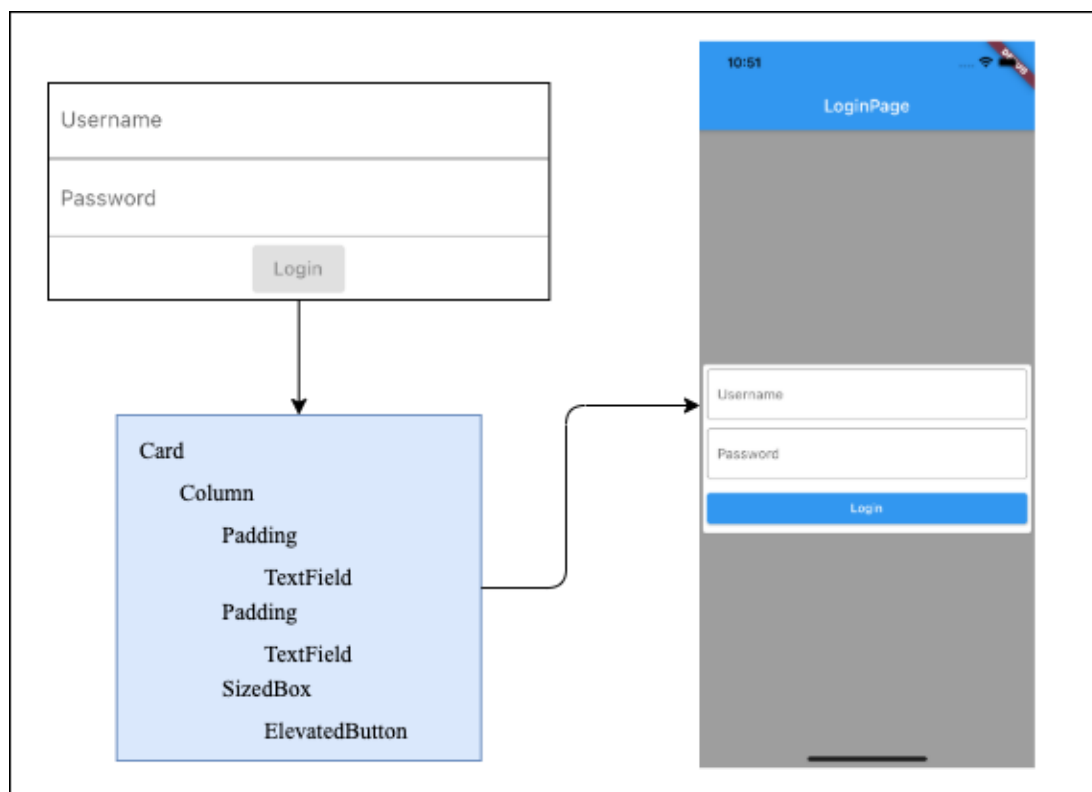 Username
Password
Login
Card
Column
Padding
TextField
Padding
TextField
SizedBox
ElevatedButton
10:51
LoginPage
Username
Password
Login